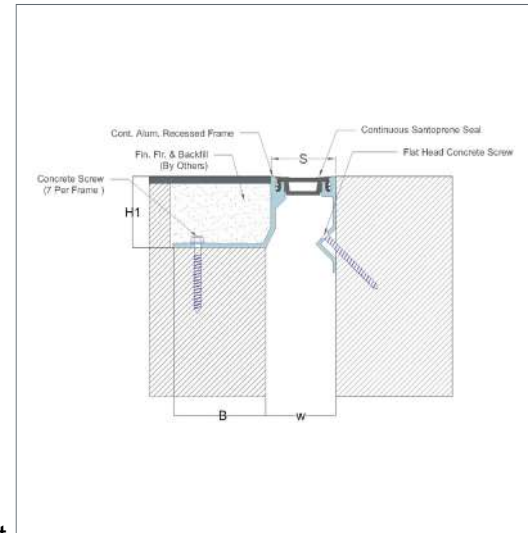 Cont. Alum. Recessed Frame
Continuous Santoprene Seal
S
Fin. Flr. & Backfill
(By Others)
Flat Head Concrete Screw
Concrete Screw
(7 Per Frame )
H1
B
w
t